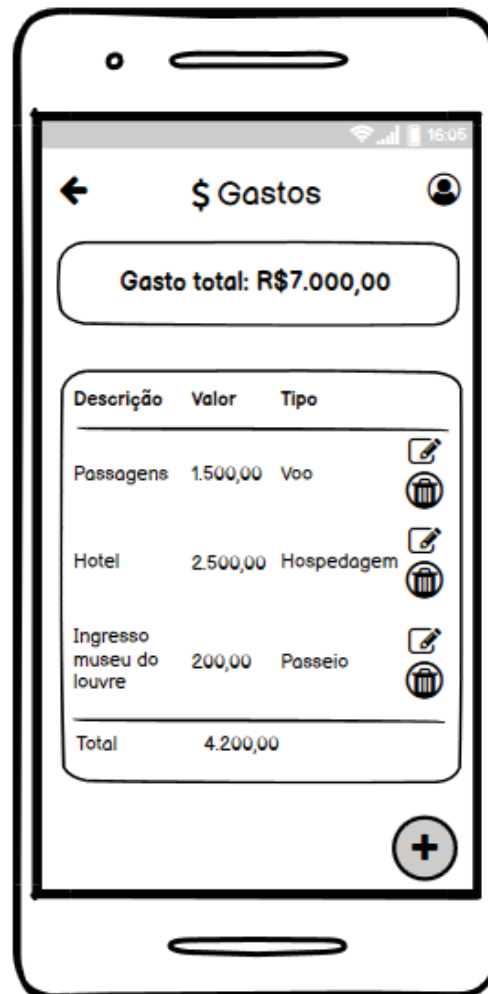 16:05
$ Gastos
Gasto total: R$7.000,00
Descrição Valor Tipo
Passagens 1.500,00 Voo
Hotel 2.500,00 Hospedagem
Ingresso
museu do 200,00 Passeio
louvre
Total 4.200,00
+